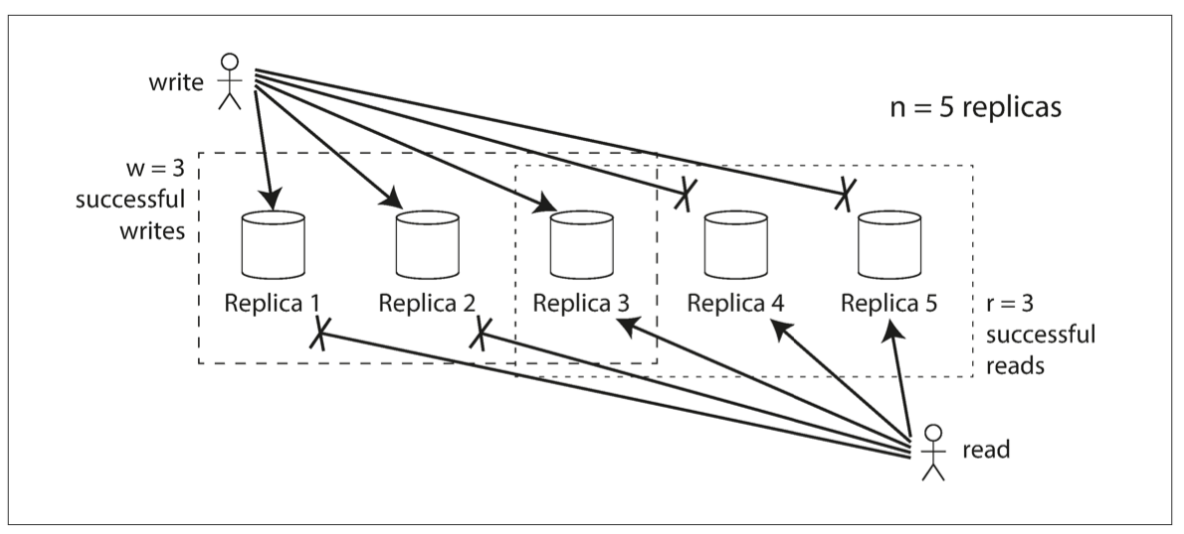 write
n = 5 replicas
w = 3
successful
writes
Replica 1
Replica 2
Replica 3
Replica 4
Replica 5
r = 3
successful
reads
read